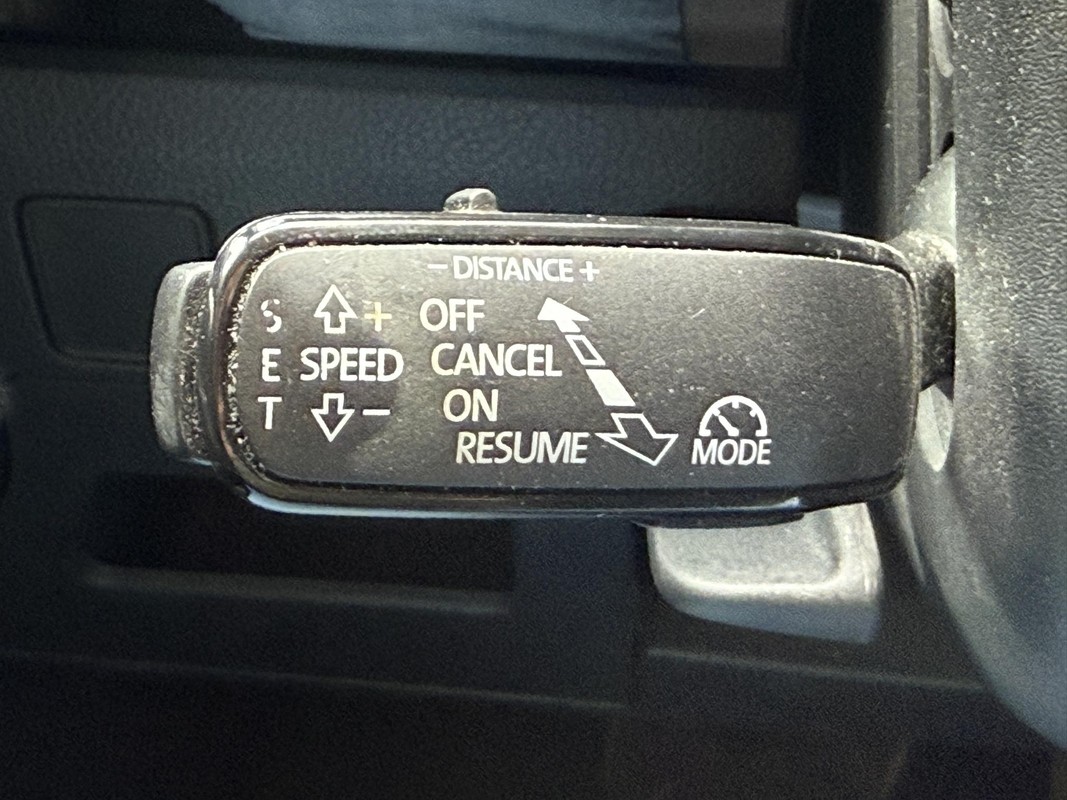 - DISTANCE +
S + OFF
E SPEED CANCEL
T - ON
RESUME
MODE